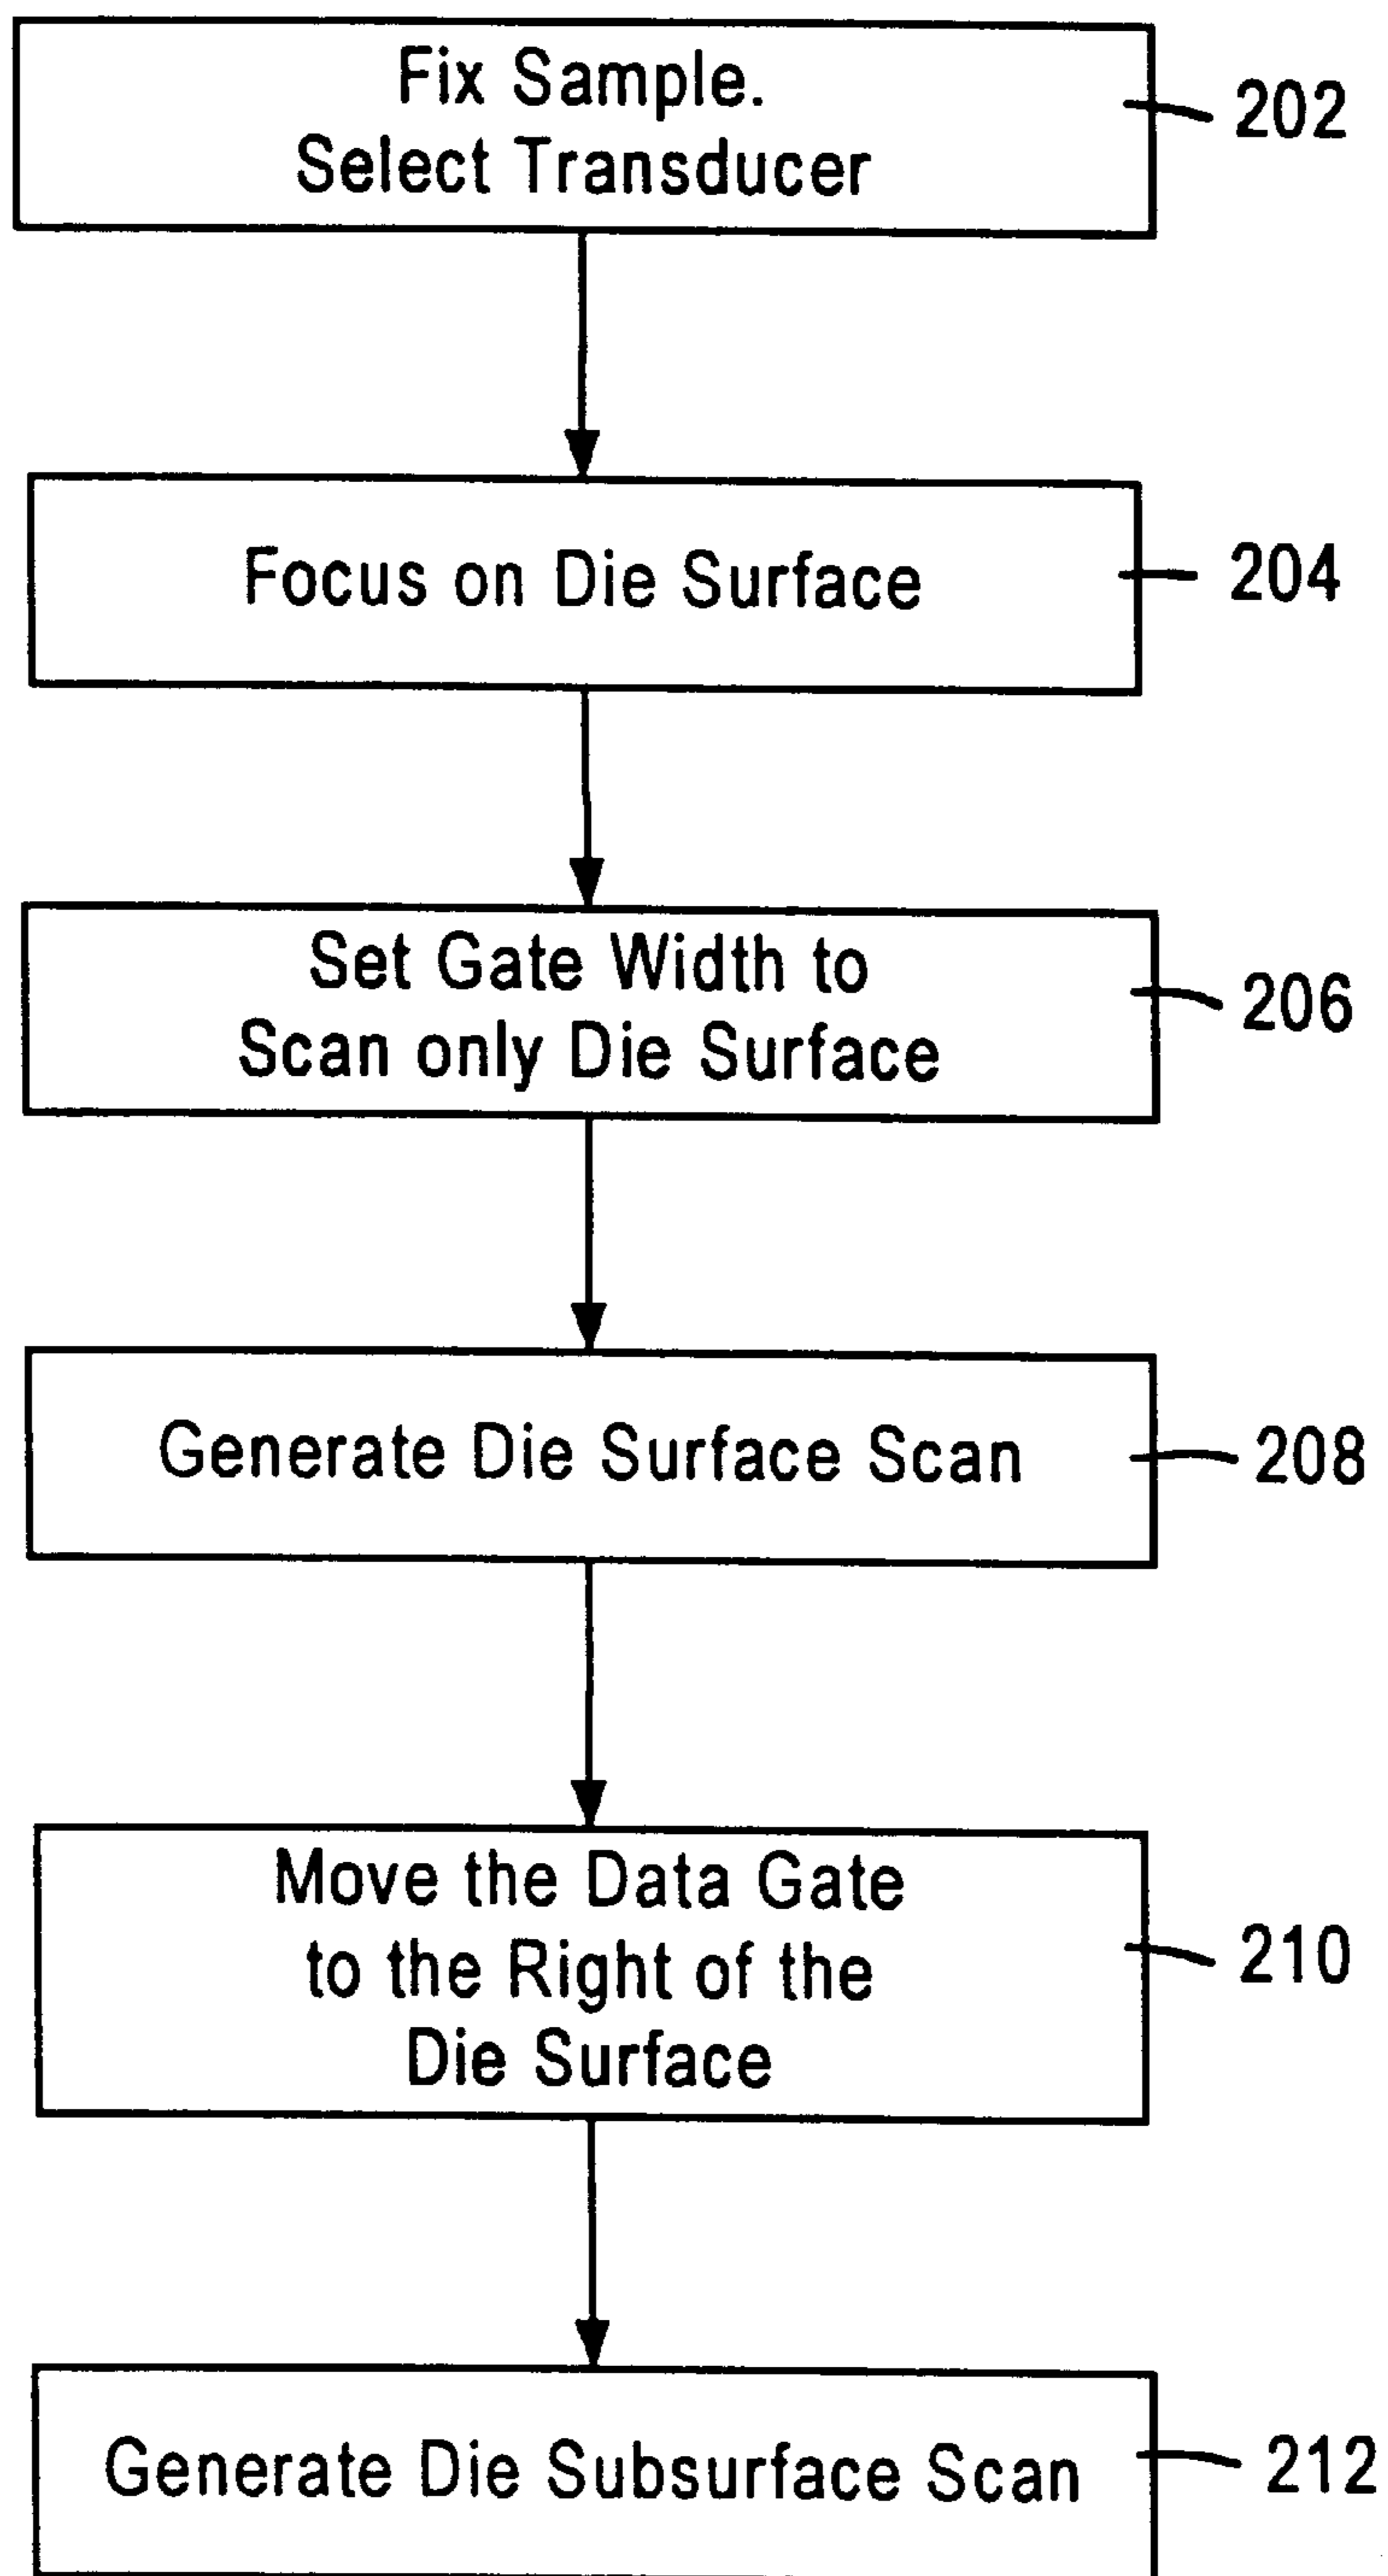 Fix Sample.
Select Transducer
202
Focus on Die Surface
204
Set Gate Width to
Scan only Die Surface
206
Generate Die Surface Scan
208
Move the Data Gate
to the Right of the
Die Surface
210
Generate Die Subsurface Scan
212